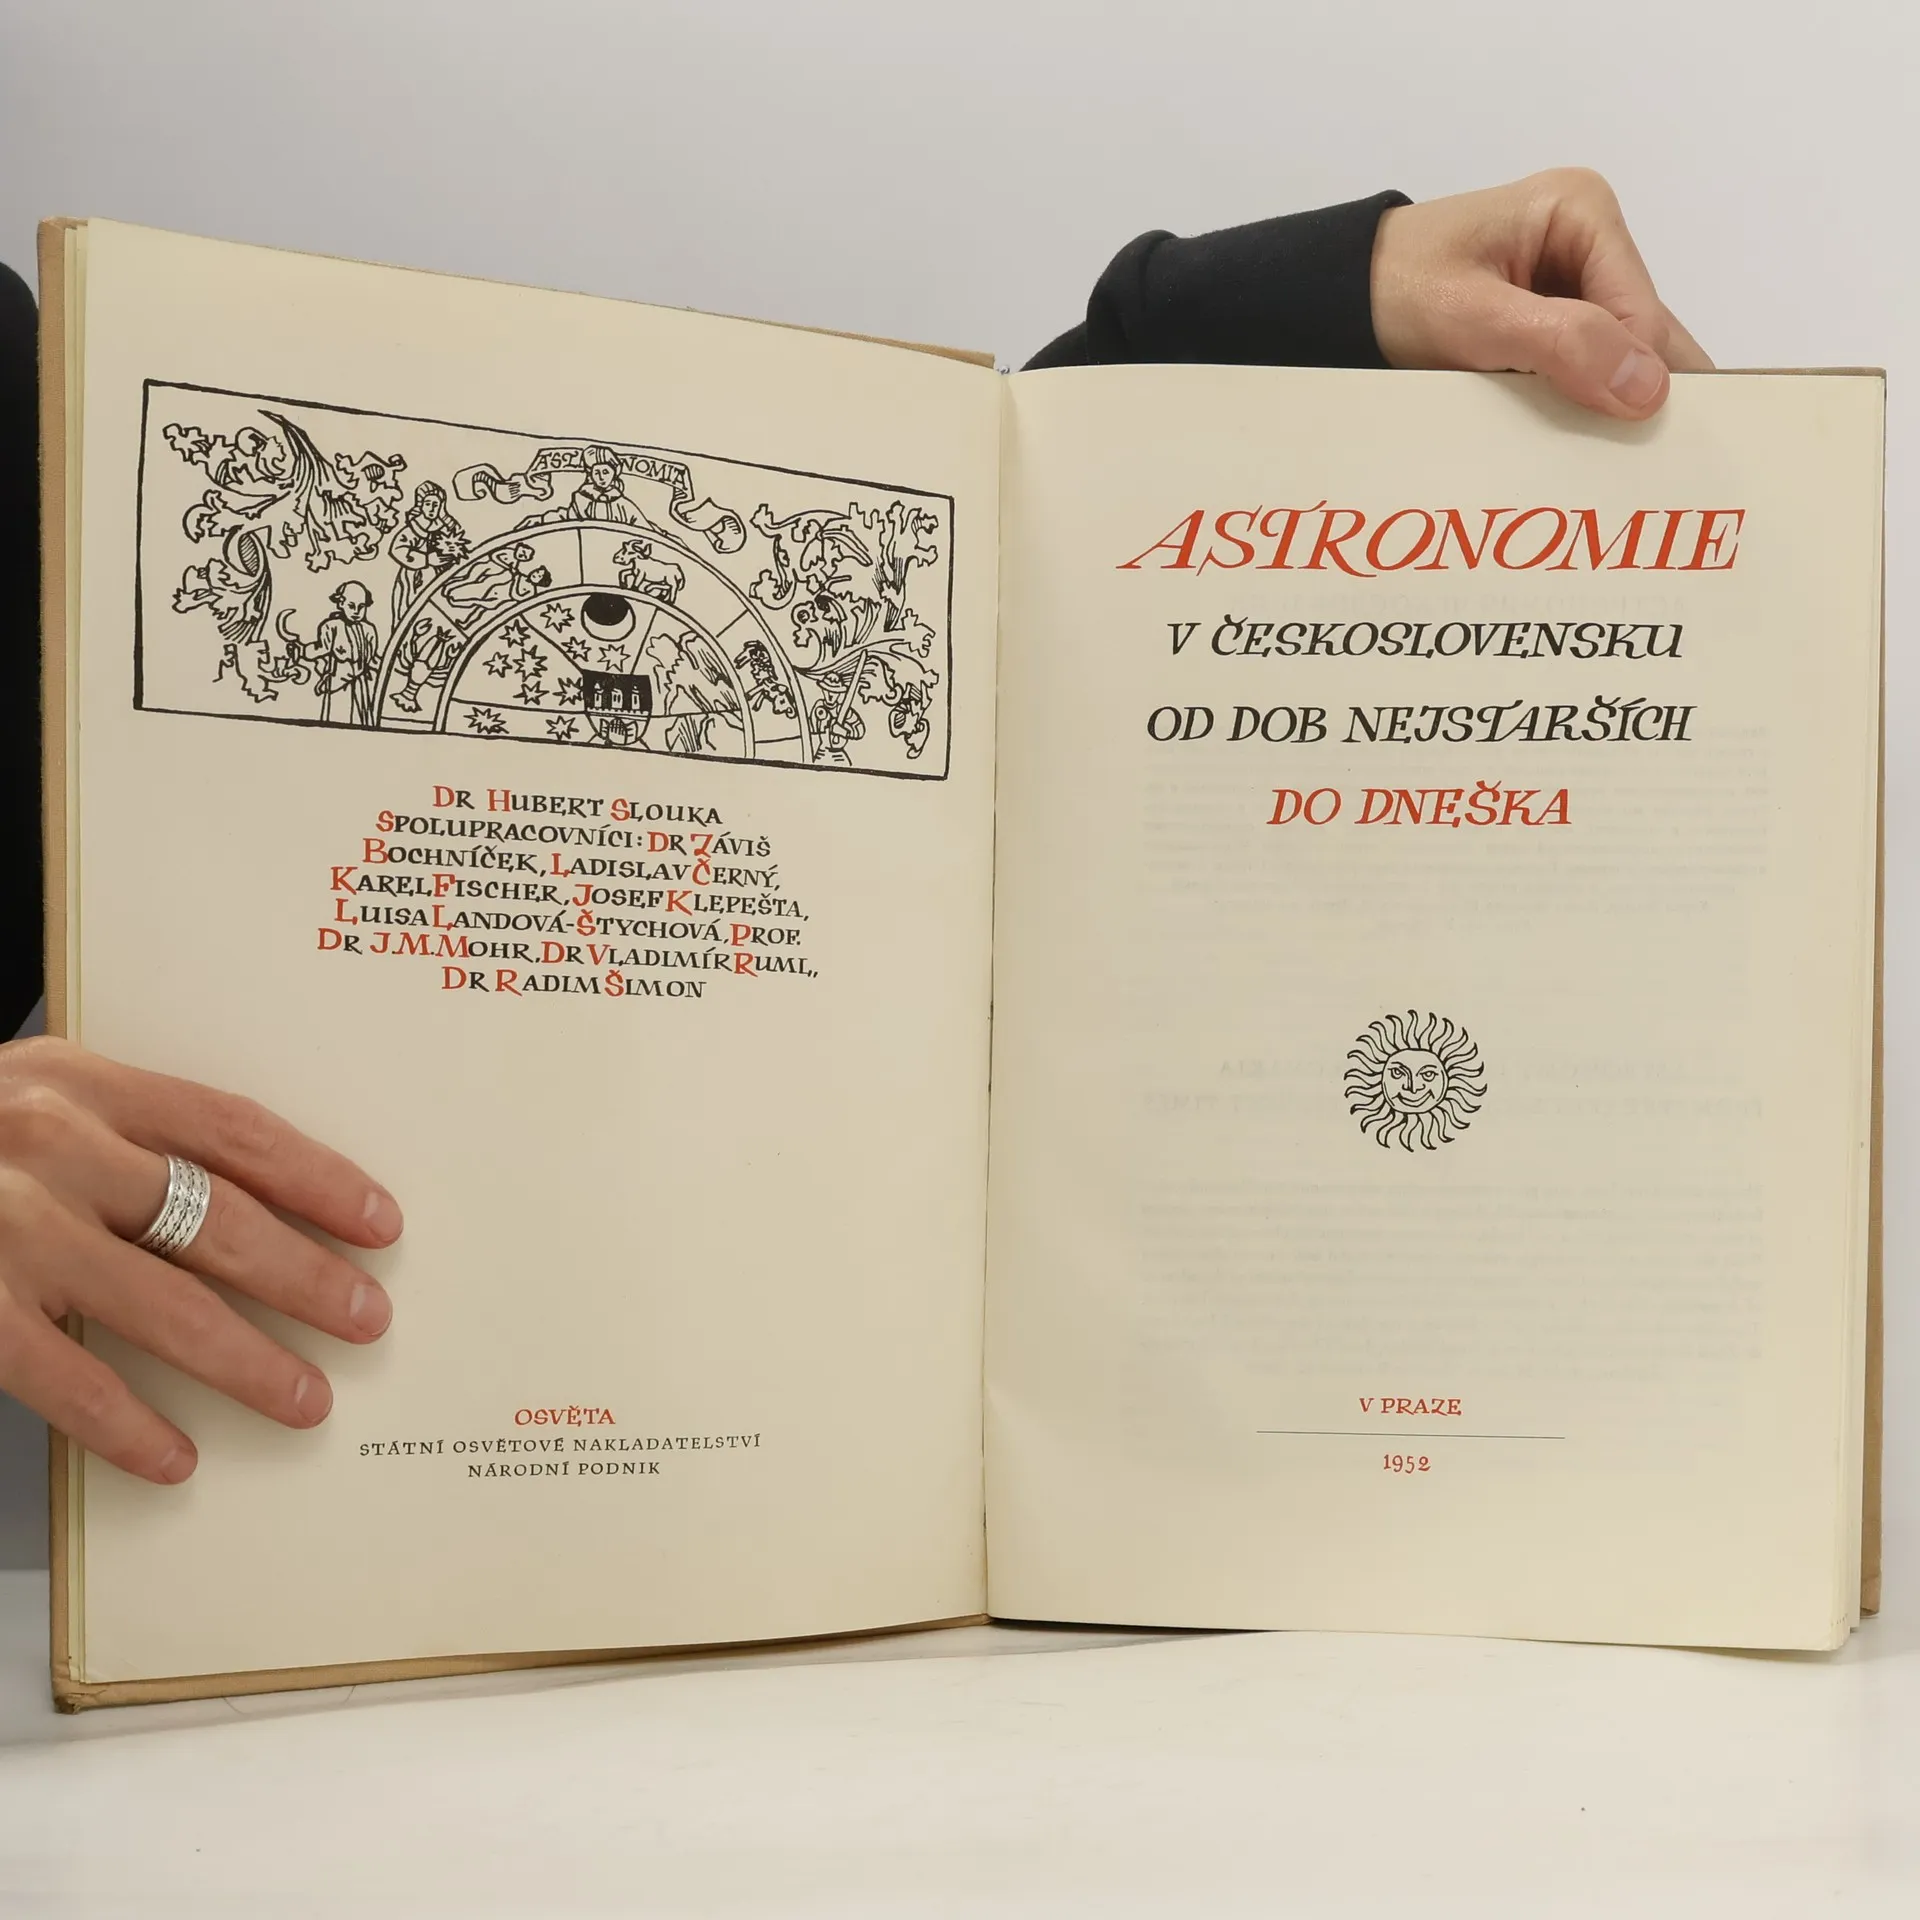 ASTRONOMIA
DR HUBERT SLOUKA
SPOLUPRACOVNÍCI: DR ZÁVIŠ
BOCHNÍČEK, LADISLAV ČERNÝ,
KAREL FISCHER, JOSEF KLEPEŠTA,
LUISA LANDOVÁ-ŠTYCHOVÁ, PROF.
DR J.M.MOHR, DR VLADIMÍR RUML,
DR RADIM ŠIMON
OSVĚTA
STÁTNÍ OSVĚTOVÉ NAKLADATELSTVÍ
NÁRODNÍ PODNIK
ASTRONOMIE
V ČESKOSLOVENSKU
OD DOB NEJSTARŠÍCH
DO DNEŠKA
V PRAZE
1952